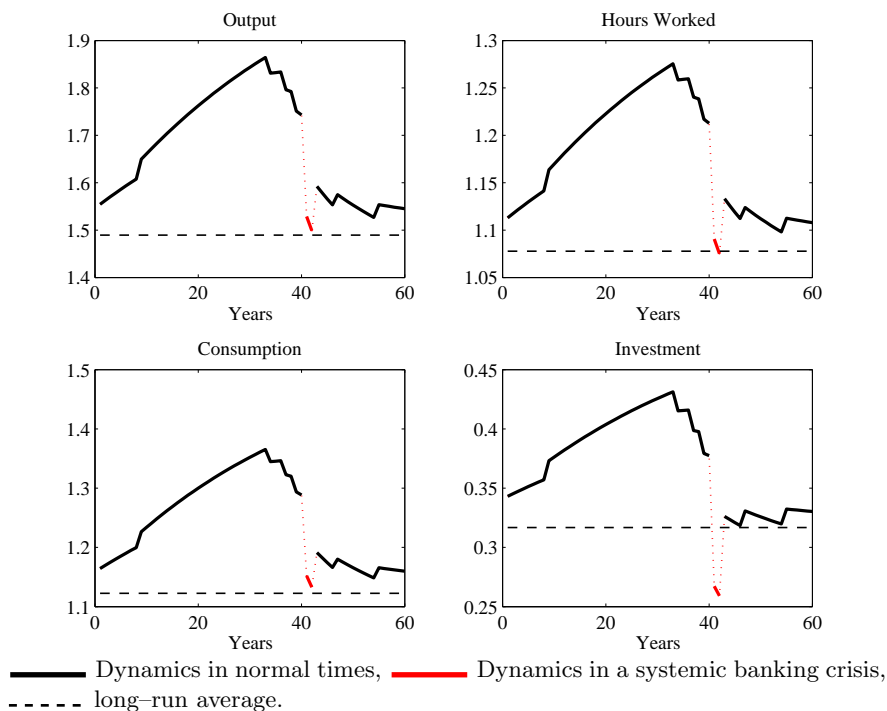 Output
1.9
1.8
1.7
1.6
1.5
1.4
0 20 40 60
Years
Hours Worked
1.3
1.25
1.2
1.15
1.1
1.05
0 20 40 60
Years
Consumption
1.5
1.4
1.3
1.2
1.1
0 20 40 60
Years
Investment
0.45
0.4
0.35
0.3
0.25
0 20 40 60
Years
Dynamics in normal times, Dynamics in a systemic banking crisis,
long–run average.